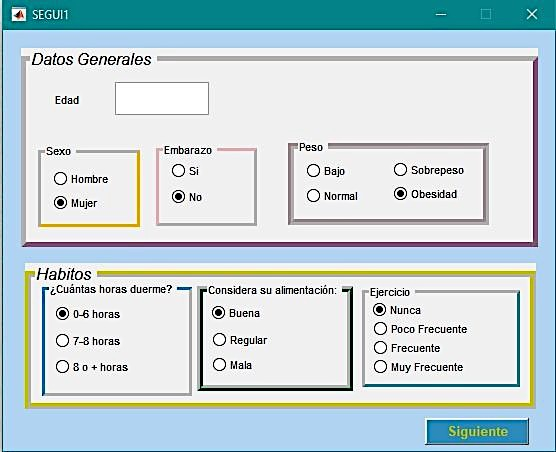 SEGUI1
Datos Generales
Edad
Sexo
Hombre
Mujer
Embarazo
Si
No
Peso
Bajo
Sobrepeso
Normal
Obesidad
Habitos
¿Cuántas horas duerme?
0-6 horas
7-8 horas
8 o + horas
Considera su alimentación:
Buena
Regular
Mala
Ejercicio
Nunca
Poco Frecuente
Frecuente
Muy Frecuente
Siguiente